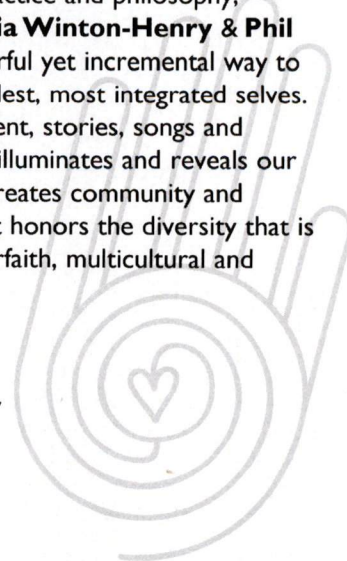 ctice and philosophy,
ia Winton-Henry & Phil
rful yet incremental way to
lest, most integrated selves.
ent, stories, songs and
illuminates and reveals our
reates community and
t honors the diversity that is
rfaith, multicultural and